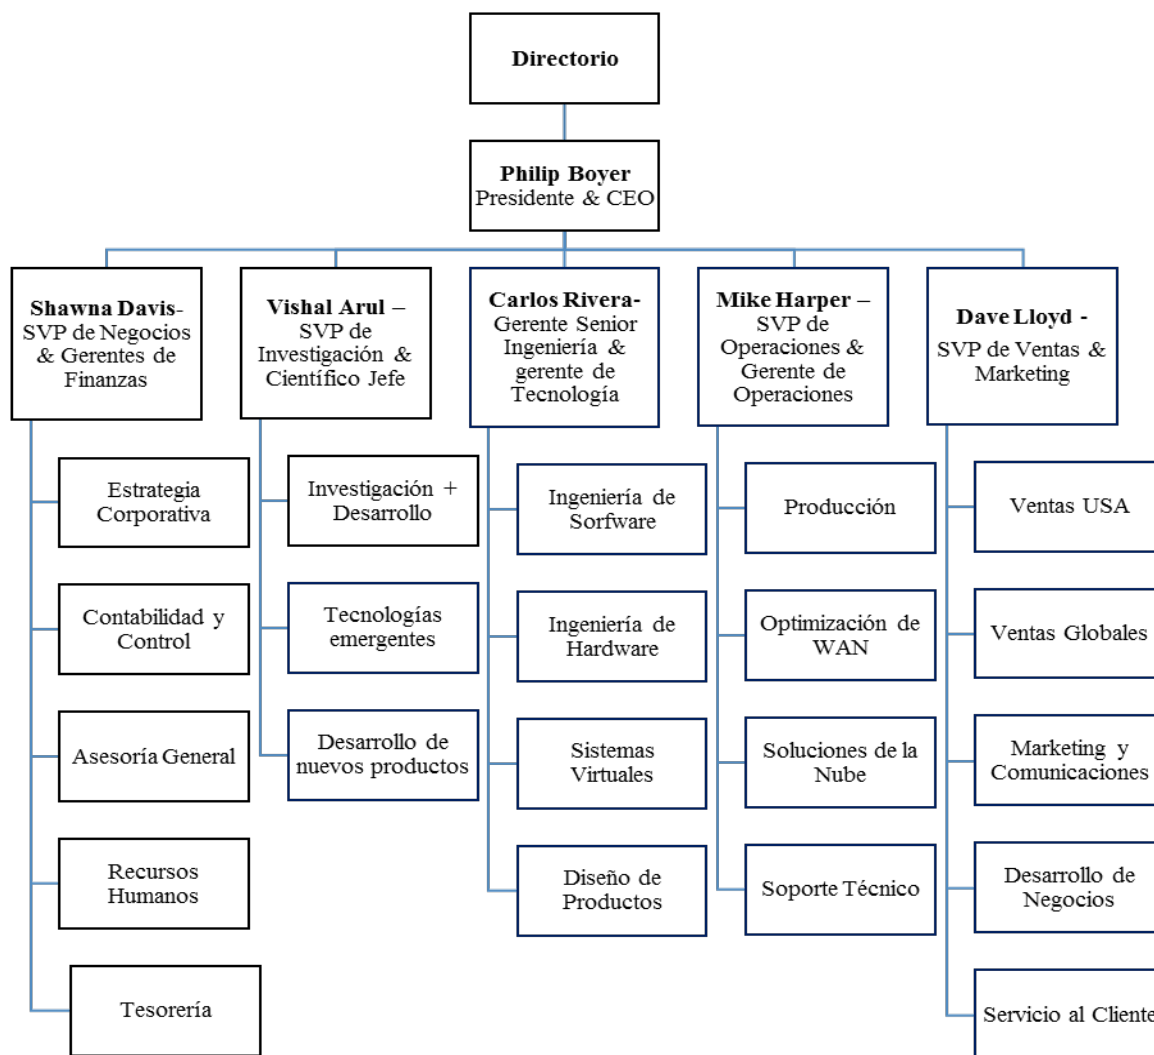 Directorio
Philip Boyer
Presidente & CEO
Shawna Davis-
SVP de Negocios
& Gerentes de
Finanzas
Vishal Arul –
SVP de
Investigación &
Científico Jefe
Carlos Rivera-
Gerente Senior
Ingeniería &
gerente de
Tecnología
Mike Harper –
SVP de
Operaciones &
Gerente de
Operaciones
Dave Lloyd -
SVP de Ventas &
Marketing
Estrategia
Corporativa
Contabilidad y
Control
Asesoría General
Recursos
Humanos
Tesorería
Investigación +
Desarrollo
Tecnologías
emergentes
Desarrollo de
nuevos productos
Ingeniería de
Sorfware
Ingeniería de
Hardware
Sistemas
Virtuales
Diseño de
Productos
Producción
Optimización de
WAN
Soluciones de la
Nube
Soporte Técnico
Ventas USA
Ventas Globales
Marketing y
Comunicaciones
Desarrollo de
Negocios
Servicio al Cliente